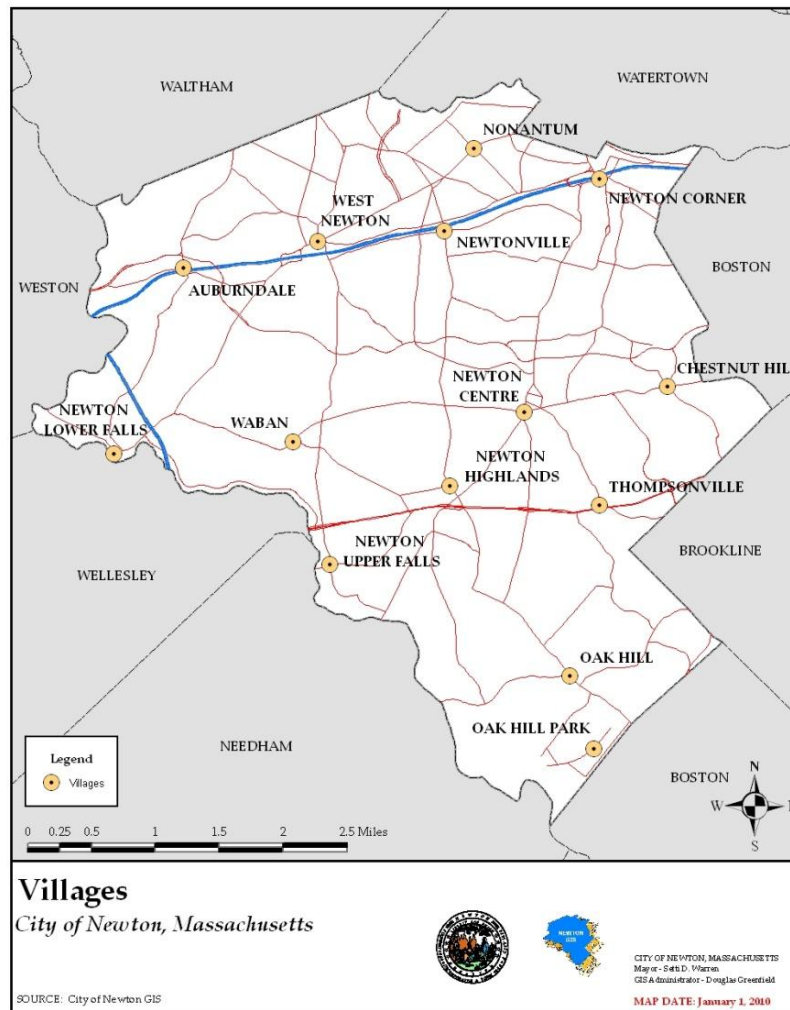 WALTHAM
WATERTOWN
NONANTUM
WEST
NEWTON
NEWTON CORNER
NEWTONVILLE
BOSTON
WESTON
AUBURNDALE
CHESTNUT HIL
NEWTON
CENTRE
NEWTON
LOWER FALLS
WABAN
NEWTON
HIGHLANDS
THOMPSONVILLE
NEWTON
UPPER FALLS
BROOKLINE
WELLESLEY
OAK HILL
OAK HILL PARK
NEEDHAM
BOSTON
Legend
Villages
N
W
S
0 0.25 0.5 1 1.5 2 2.5 Miles
Villages
City of Newton, Massachusetts
NEWTON
GIS
CITY OF NEWTON, MASSACHUSETTS
Mayor - Setti D. Warren
GIS Administrator - Douglas Greenfield
SOURCE: City of Newton GIS
MAP DATE: January 1, 2010